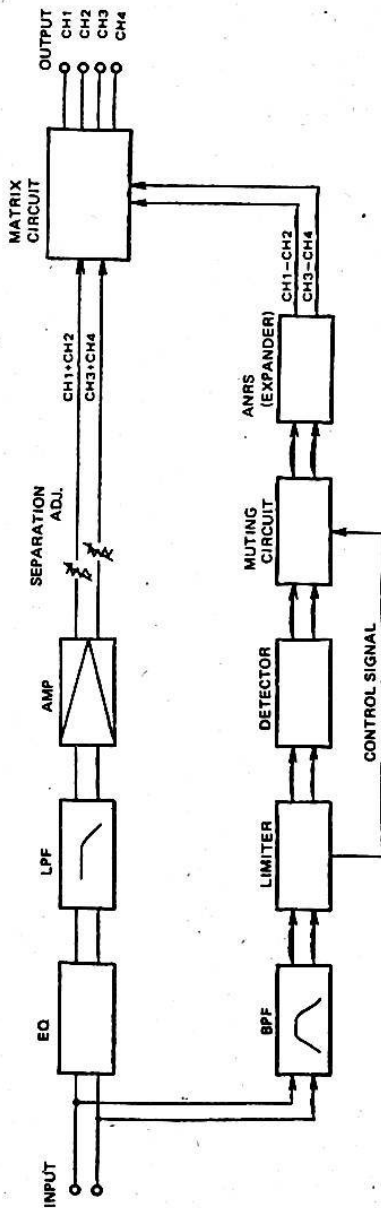 INPUT
EQ
LPF
AMP
SEPARATION
ADJ.
CH1+CH2
CH3+CH4
MATRIX
CIRCUIT
OUTPUT
CH1
CH2
CH3
CH4
BPF
LIMITER
DETECTOR
MUTING
CIRCUIT
ANRS
(EXPANDER)
CH1-CH2
CH3-CH4
CONTROL SIGNAL